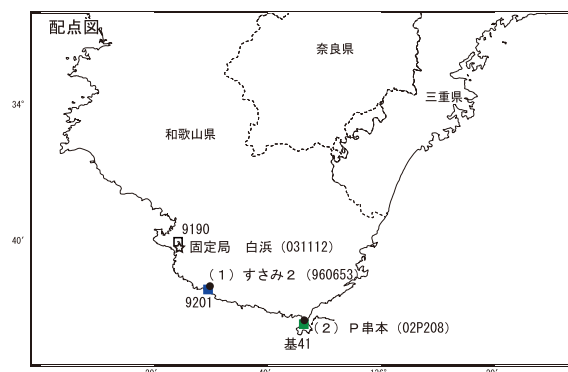 配点図
奈良県
34°
三重県
和歌山県
9190
40′
固定局 白浜（031112）
（１）すさみ２（960653）
9201
（２）Ｐ串本（02P208）
基41